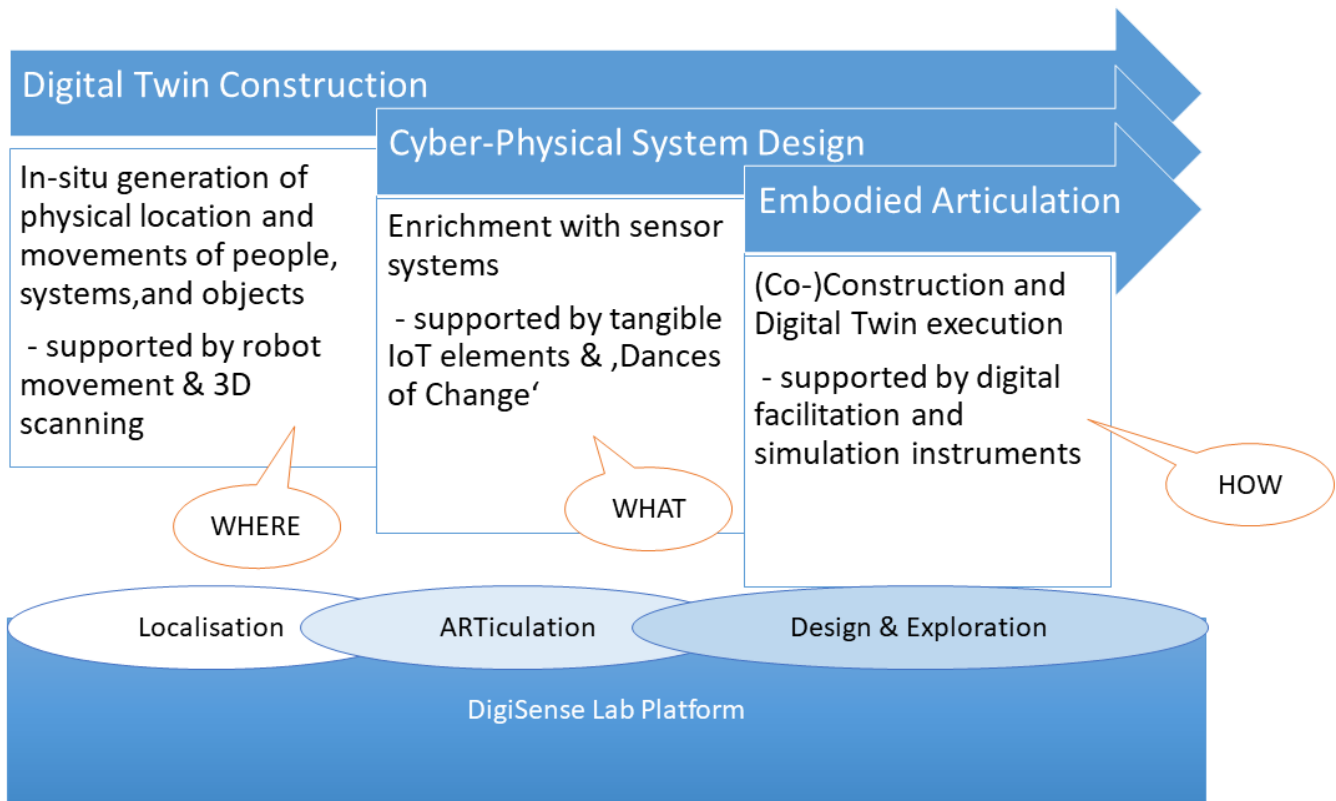 Digital Twin Construction
In-situ generation of
physical location and
movements of people,
systems,and objects
- supported by robot
movement & 3D
scanning
WHERE
Cyber-Physical System Design
Enrichment with sensor
systems
- supported by tangible
IoT elements & ‚Dances
of Change‘
WHAT
Embodied Articulation
(Co-)Construction and
Digital Twin execution
- supported by digital
facilitation and
simulation instruments
HOW
Localisation
ARTiculation
Design & Exploration
DigiSense Lab Platform